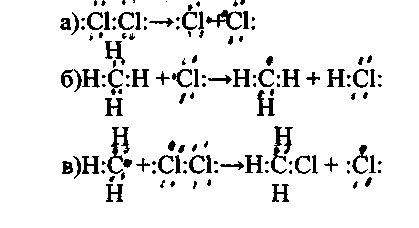 а):Cl:Cl:→:Cl·+·Cl:
H
б)H:C:H + ·Cl:→H:C·H + H:Cl:
H H
H H
в)H:C·+:Cl:Cl:→H:C:Cl + :Cl:
H H